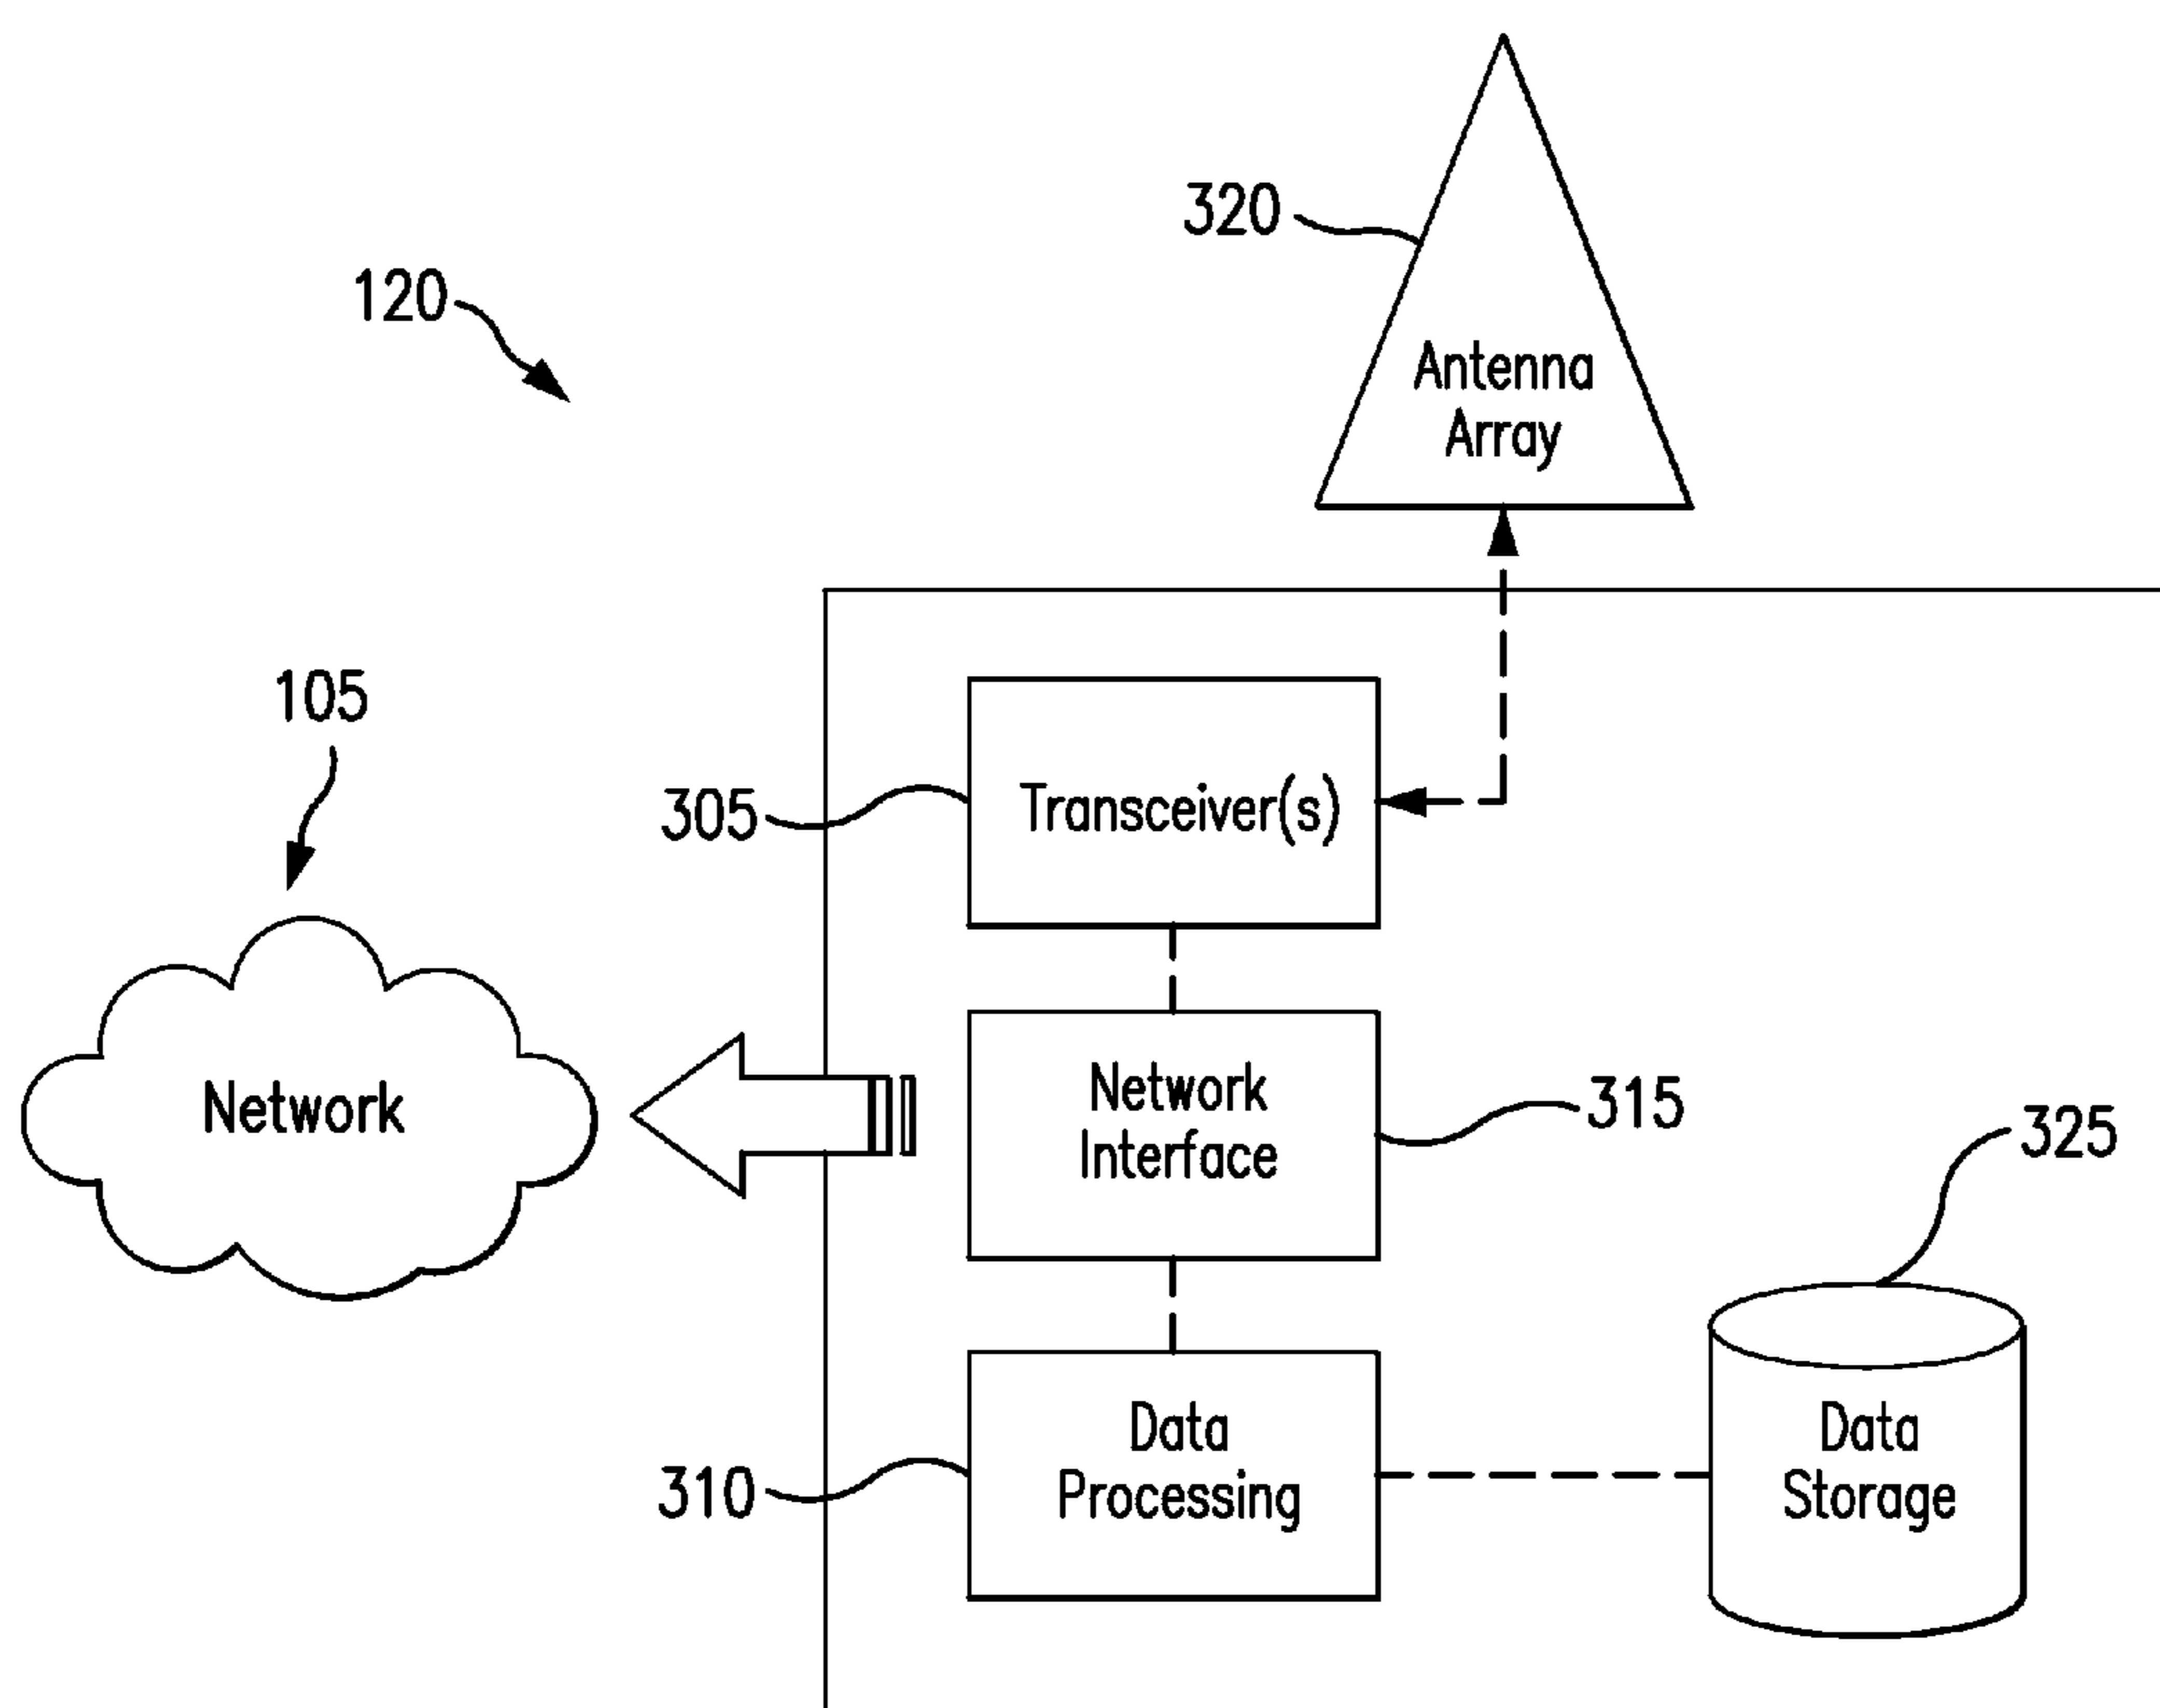 320
Antenna
Array
120
105
305
Transceiver(s)
Network
Network
Interface
315
325
310
Data
Processing
Data
Storage